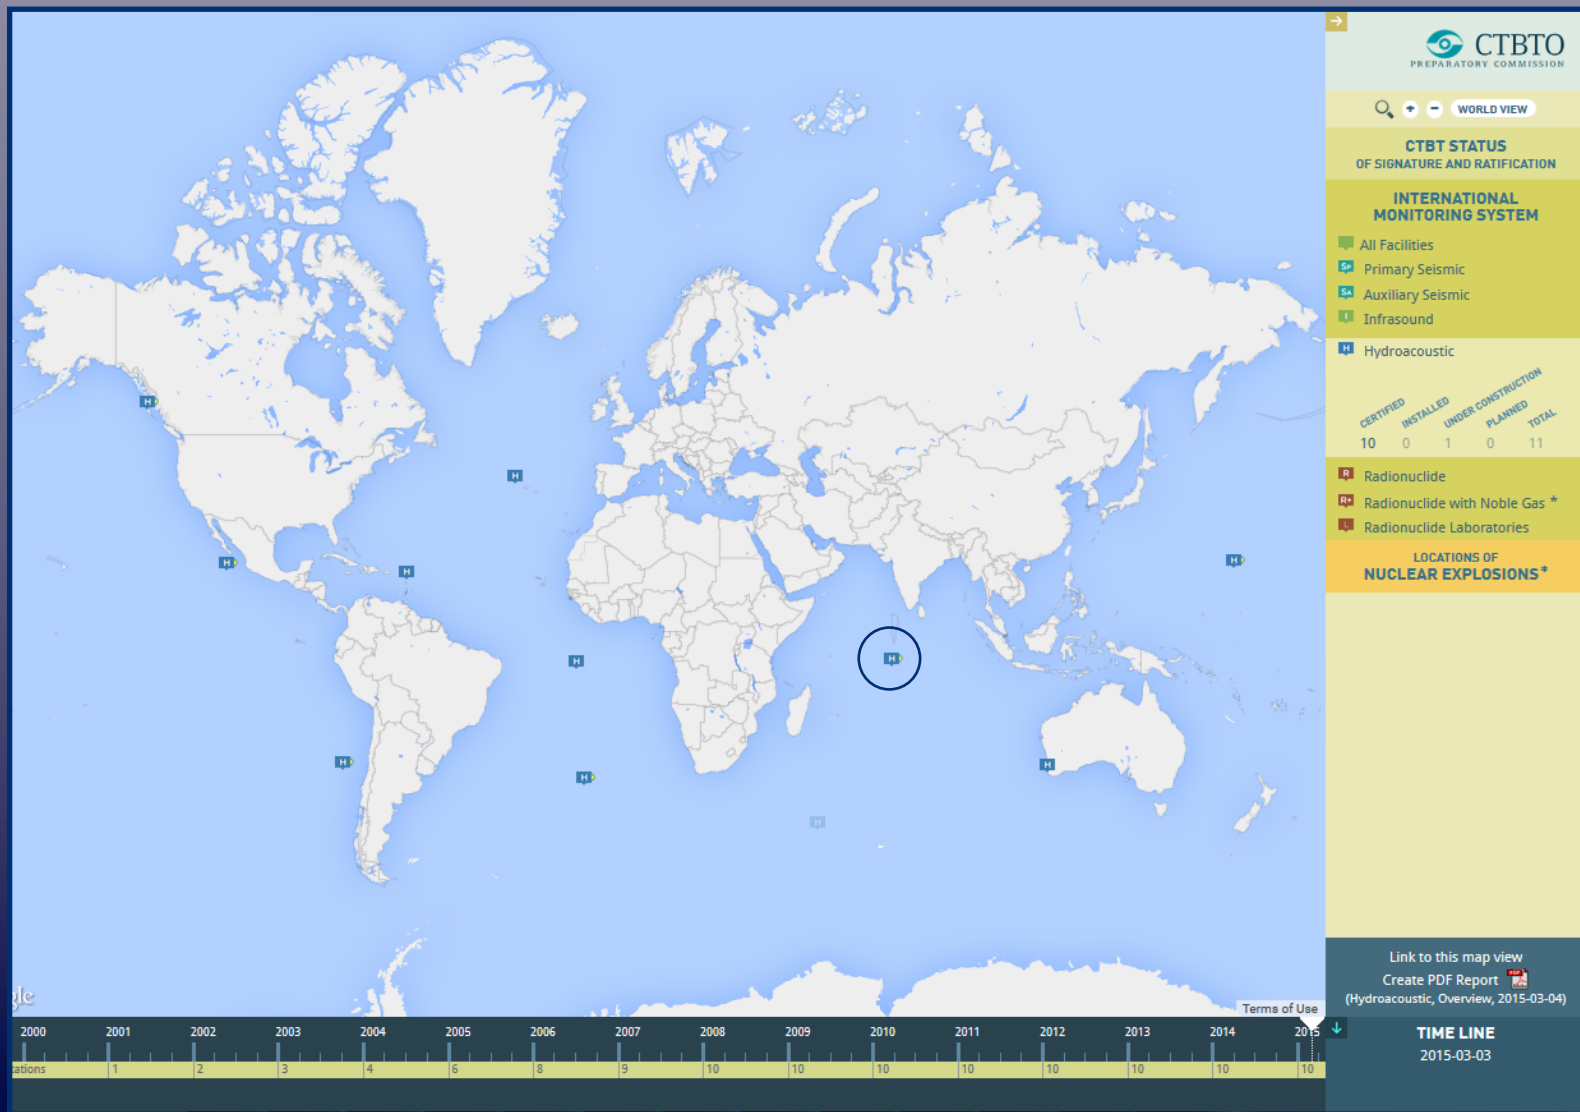 CTBTO
PREPARATORY COMMISSION
+ - WORLD VIEW
CTBT STATUS
OF SIGNATURE AND RATIFICATION
INTERNATIONAL
MONITORING SYSTEM
All Facilities
SP Primary Seismic
SA Auxiliary Seismic
I Infrasound
H Hydroacoustic
CERTIFIED INSTALLED UNDER CONSTRUCTION PLANNED TOTAL
10 0 1 0 11
R Radionuclide
R+ Radionuclide with Noble Gas *
L Radionuclide Laboratories
LOCATIONS OF
NUCLEAR EXPLOSIONS*
H
H
H
H
H
H
H
H
H
H
H
Terms of Use
Link to this map view
Create PDF Report PDF
(Hydroacoustic, Overview, 2015-03-04)
2000 2001 2002 2003 2004 2005 2006 2007 2008 2009 2010 2011 2012 2013 2014 2015
ations 1 2 3 4 6 8 9 10 10 10 10 10 10 10 10
TIME LINE
2015-03-03